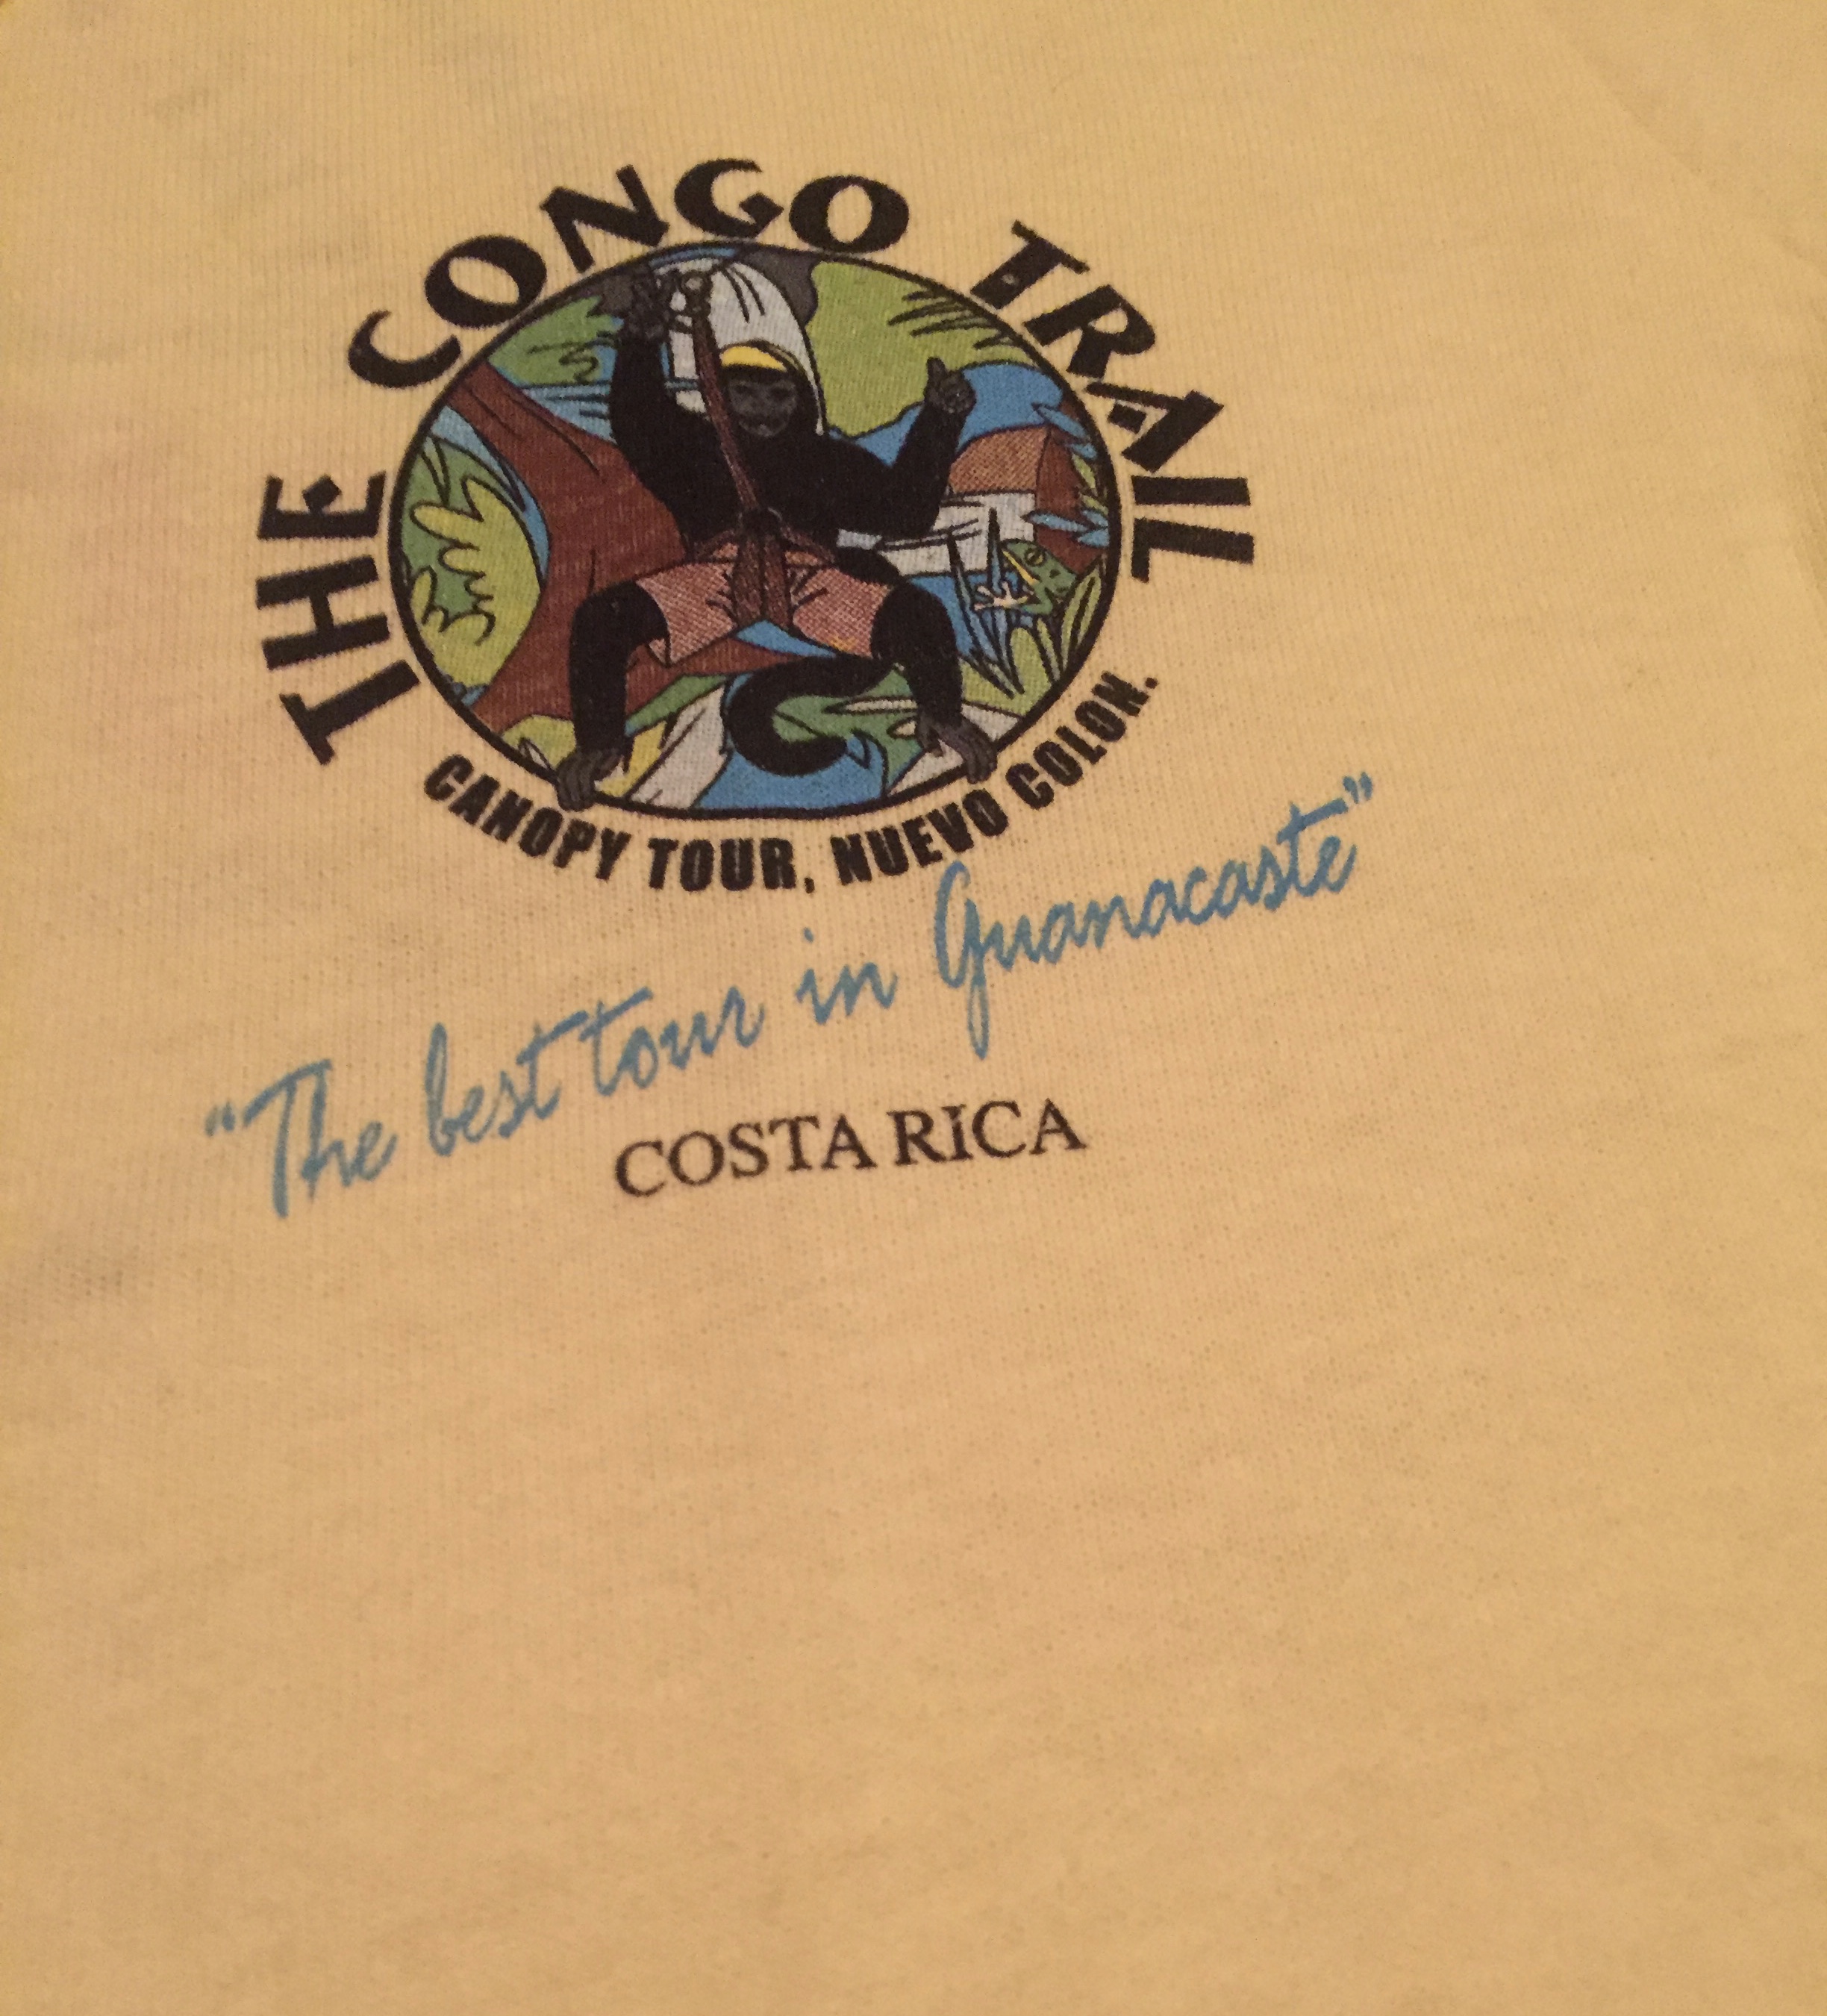 THE CONGO TRAIL
CANOPY TOUR, NUEVO COLON.
“The best tour in Guanacaste”
COSTA RICA